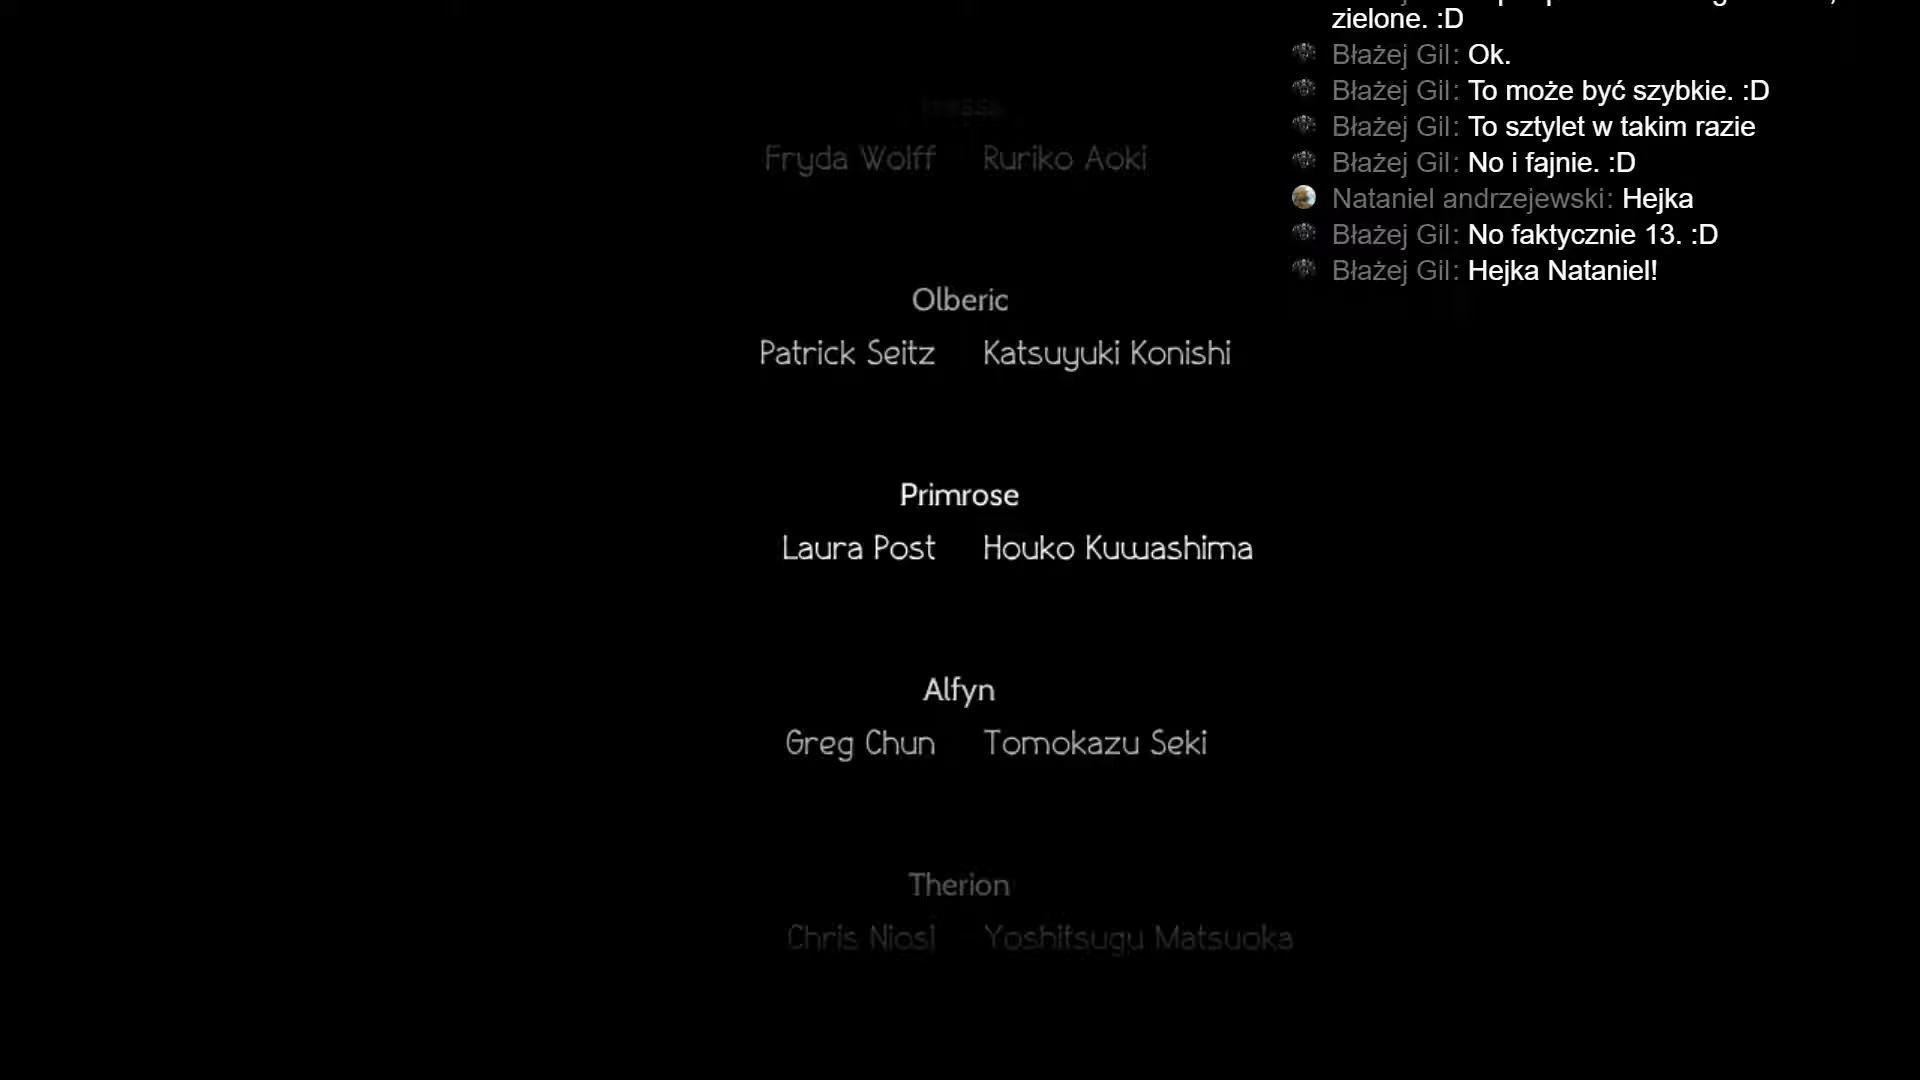 Fryda Wolff Ruriko Aoki
Olberic
Patrick Seitz Katsuyuki Konishi
Primrose
Laura Post Houko Kuwashima
Alfyn
Greg Chun Tomokazu Seki
Therion
Chris Niosi Yoshitsugu Matsuoka
zielone. :D
Błażej Gil: Ok.
Błażej Gil: To może być szybkie. :D
Błażej Gil: To sztylet w takim razie
Błażej Gil: No i fajnie. :D
Nataniel andrzejewski: Hejka
Błażej Gil: No faktycznie 13. :D
Błażej Gil: Hejka Nataniel!